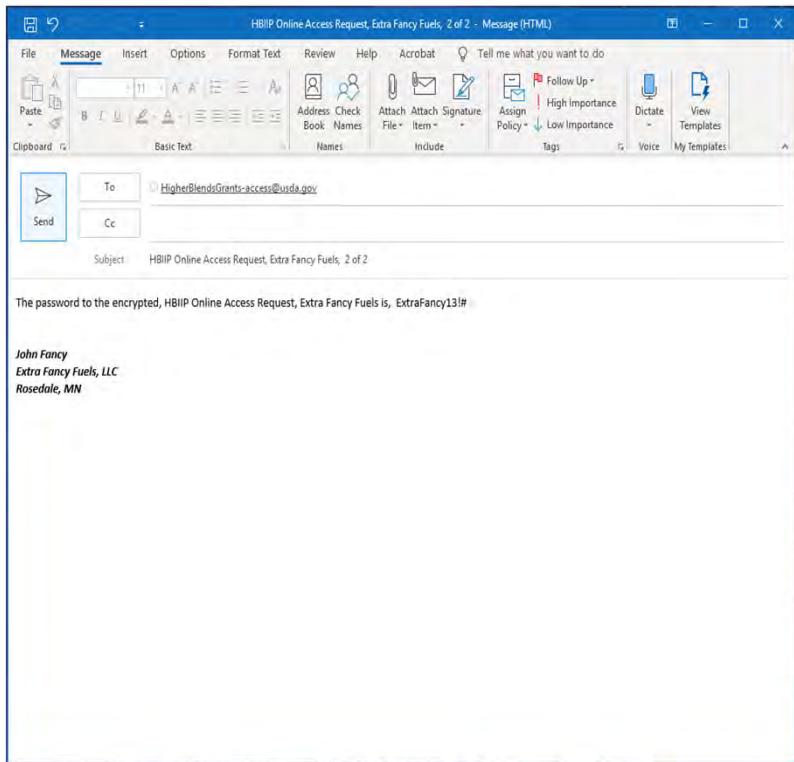 HBIIP Online Access Request, Extra Fancy Fuels, 2 of 2 - Message (HTML)
File Message Insert Options Format Text Review Help Acrobat Tell me what you want to do
11 A A
Paste B I U A
Address Book Check Names
Attach File Attach Item Signature
Assign Policy Follow Up
High Importance
Low Importance
Dictate
View Templates
Clipboard Basic Text Names Include Tags Voice My Templates
To HigherBlendsGrants-access@usda.gov
Send Cc
Subject HBIIP Online Access Request, Extra Fancy Fuels, 2 of 2
The password to the encrypted, HBIIP Online Access Request, Extra Fancy Fuels is, ExtraFancy13!#
John Fancy
Extra Fancy Fuels, LLC
Rosedale, MN